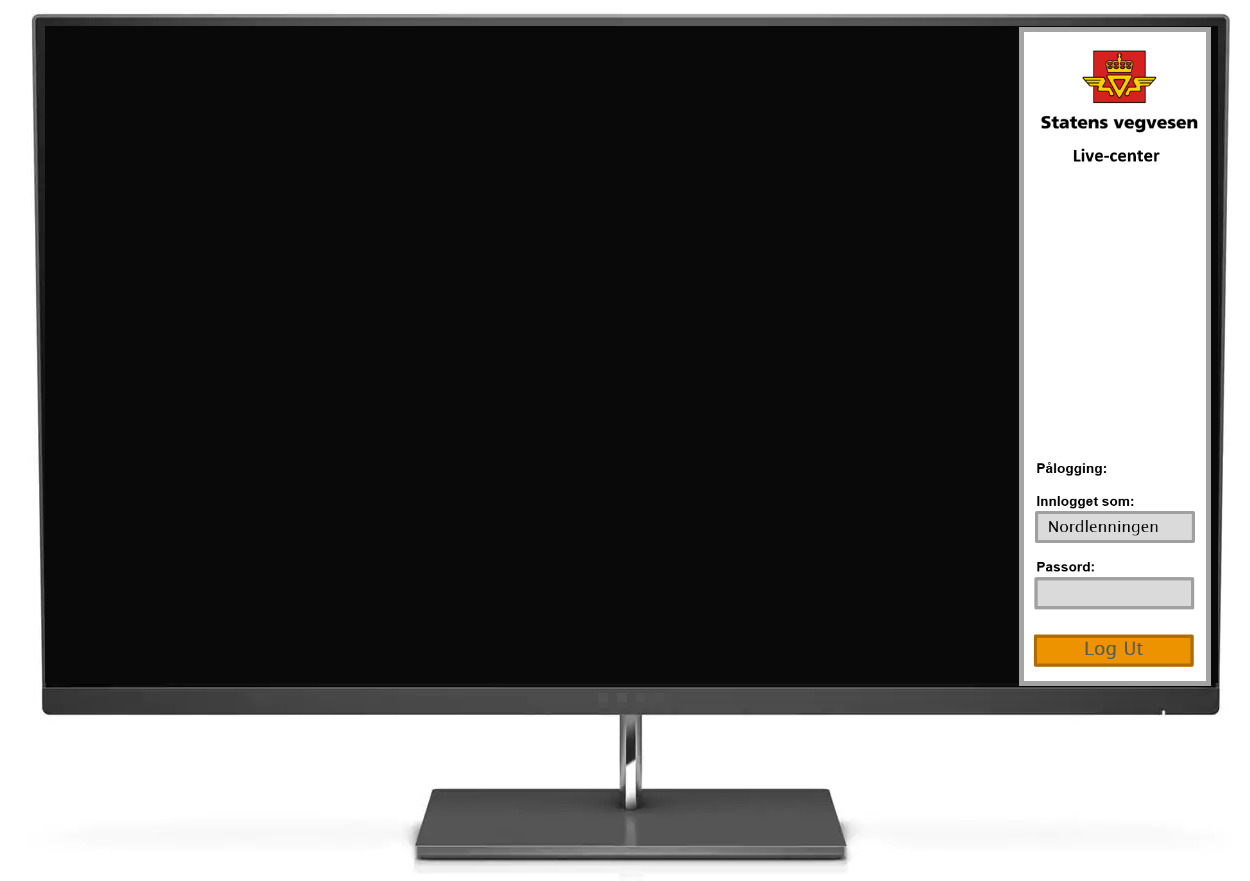 Statens vegvesen
Live-center
Pålogging:
Innlogget som:
Nordlenningen
Passord:
Log Ut